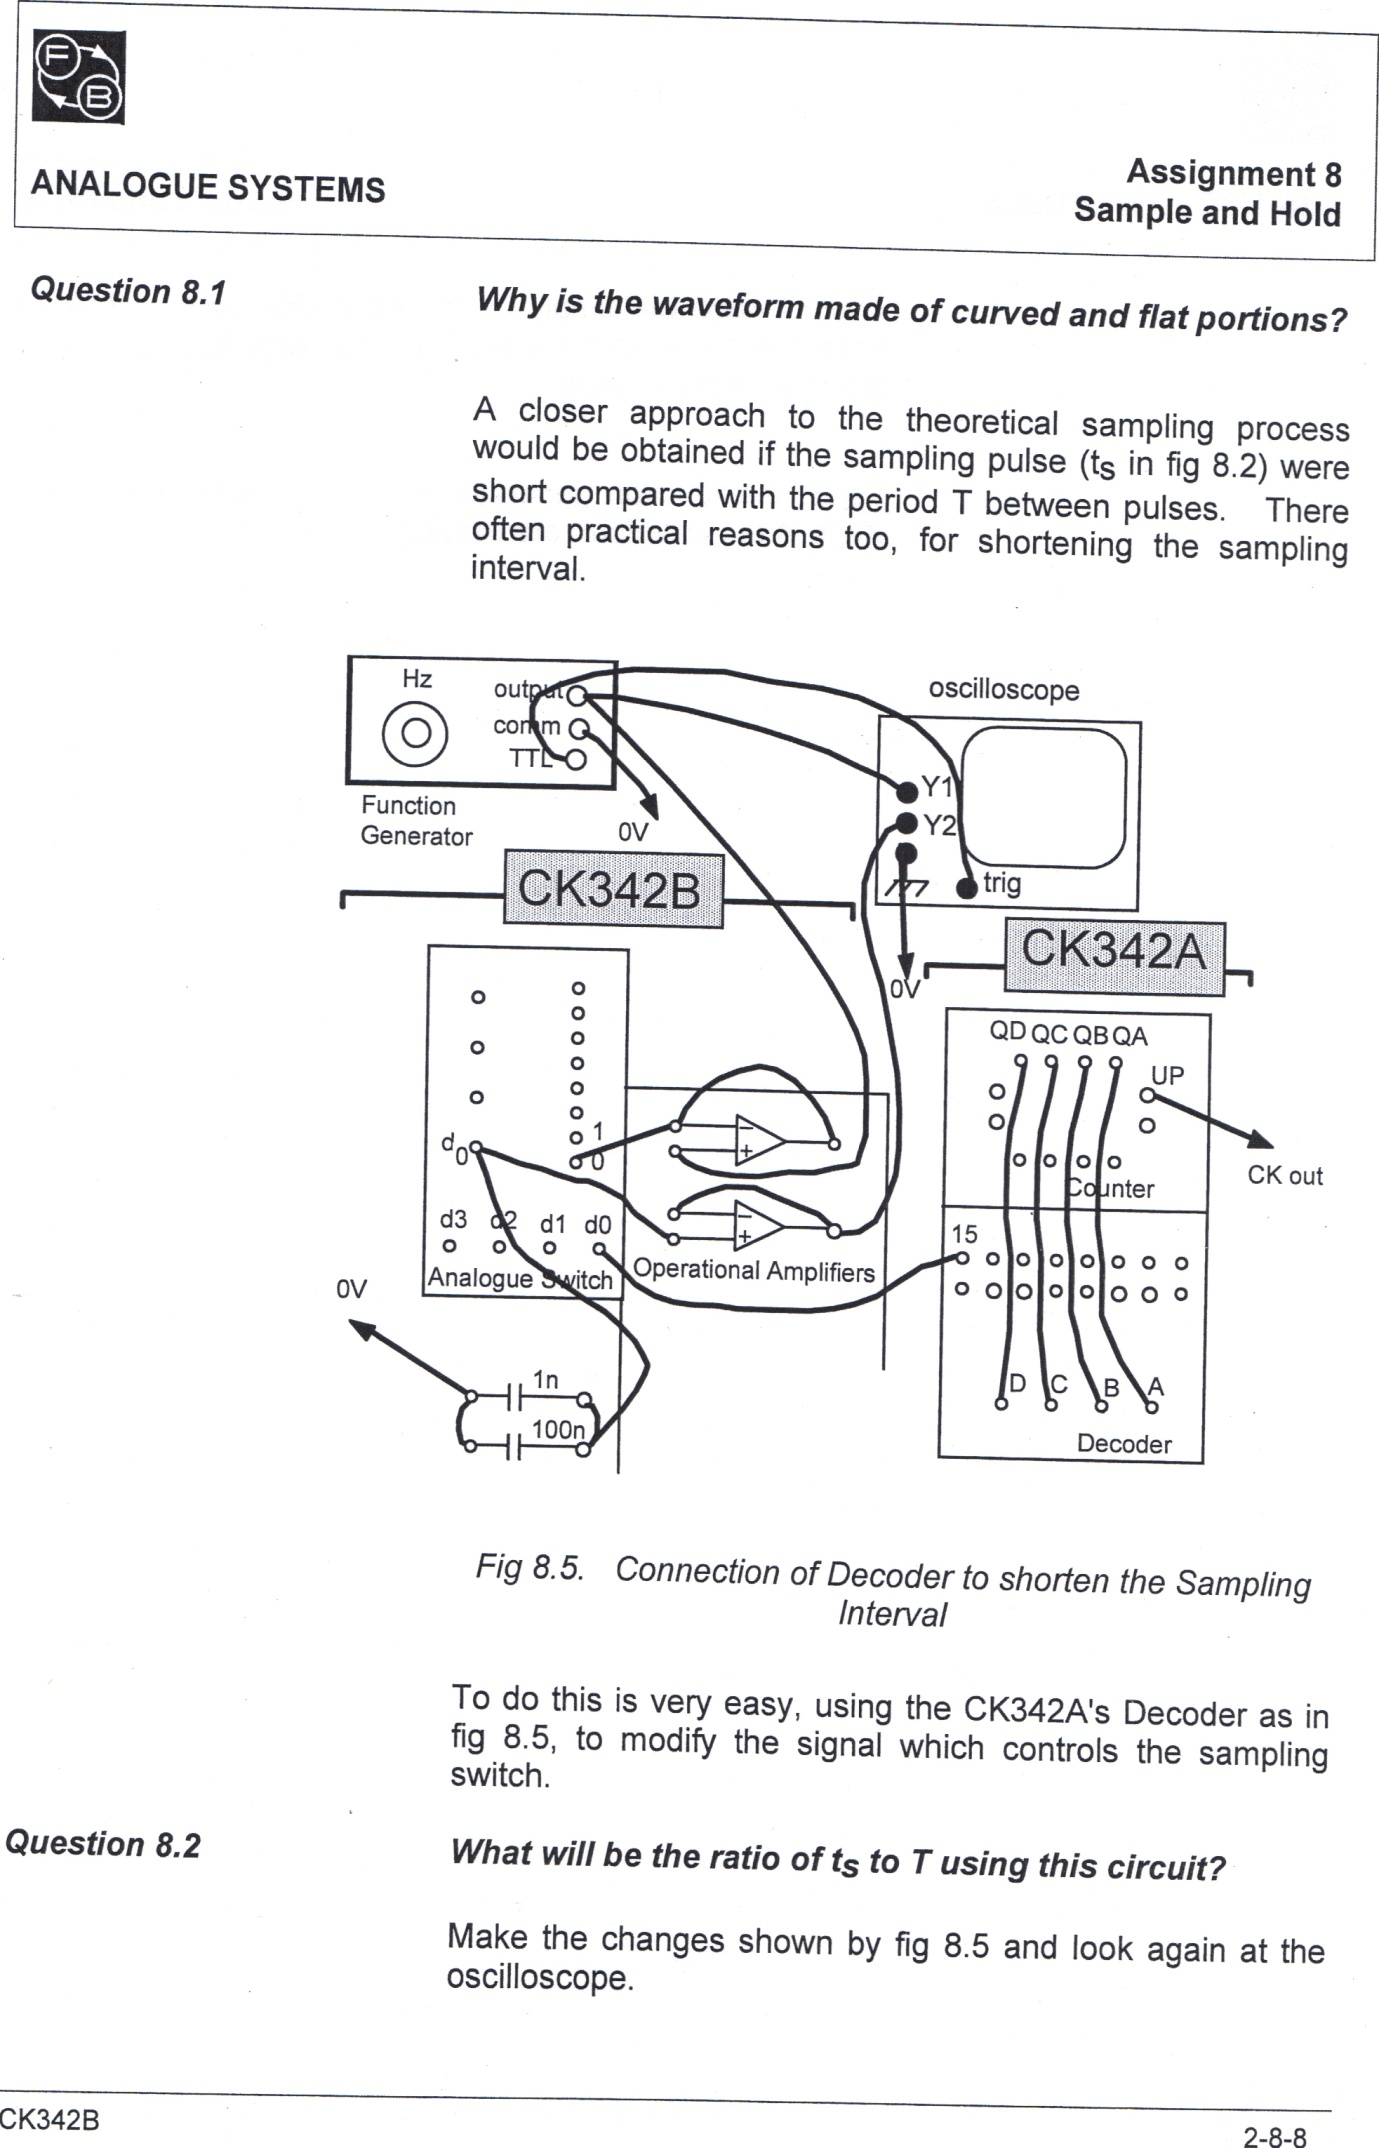 F
B
ANALOGUE SYSTEMS
Assignment 8
Sample and Hold
Question 8.1
Why is the waveform made of curved and flat portions?
A closer approach to the theoretical sampling process
would be obtained if the sampling pulse (ts in fig 8.2) were
short compared with the period T between pulses. There
often practical reasons too, for shortening the sampling
interval.
Hz
output
comm
TTL
Function
Generator
0V
oscilloscope
Y1
Y2
trig
0V
CK342B
CK342A
QD QC QB QA
UP
CK out
Counter
15
D C B A
Decoder
d0
1
0
d3 d2 d1 d0
Analogue Switch
Operational Amplifiers
−
+
−
+
0V
1n
100n
Fig 8.5. Connection of Decoder to shorten the Sampling
Interval
To do this is very easy, using the CK342A's Decoder as in
fig 8.5, to modify the signal which controls the sampling
switch.
Question 8.2
What will be the ratio of ts to T using this circuit?
Make the changes shown by fig 8.5 and look again at the
oscilloscope.
CK342B
2-8-8